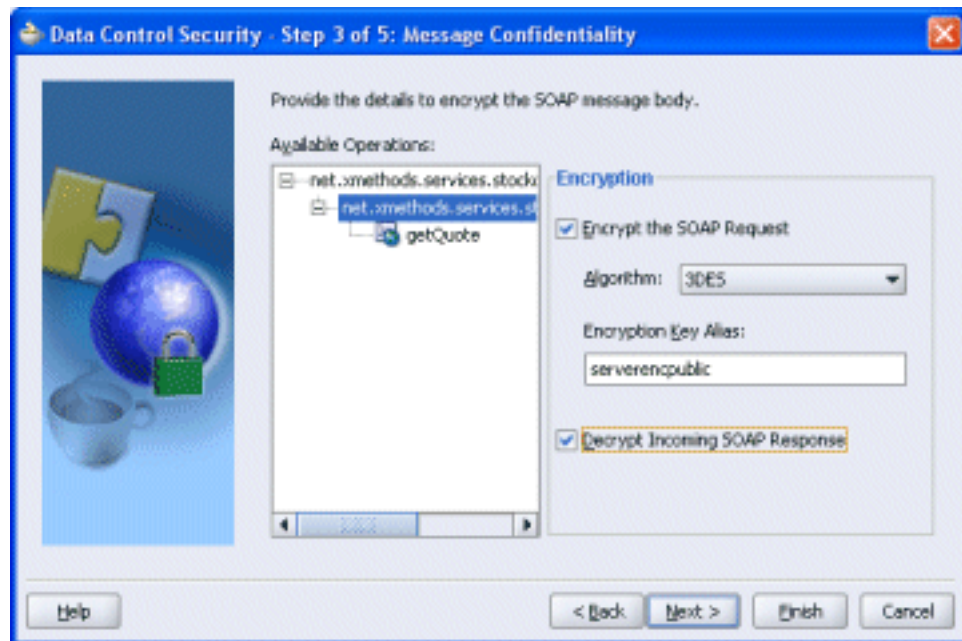 Data Control Security - Step 3 of 5: Message Confidentiality
Provide the details to encrypt the SOAP message body.
Available Operations:
net.xmethods.services.stock
net.xmethods.services.st
getQuote
Encryption
Encrypt the SOAP Request
Algorithm: 3DES
Encryption Key Alias:
serverencpublic
Decrypt Incoming SOAP Response
Help < Back Next > Finish Cancel